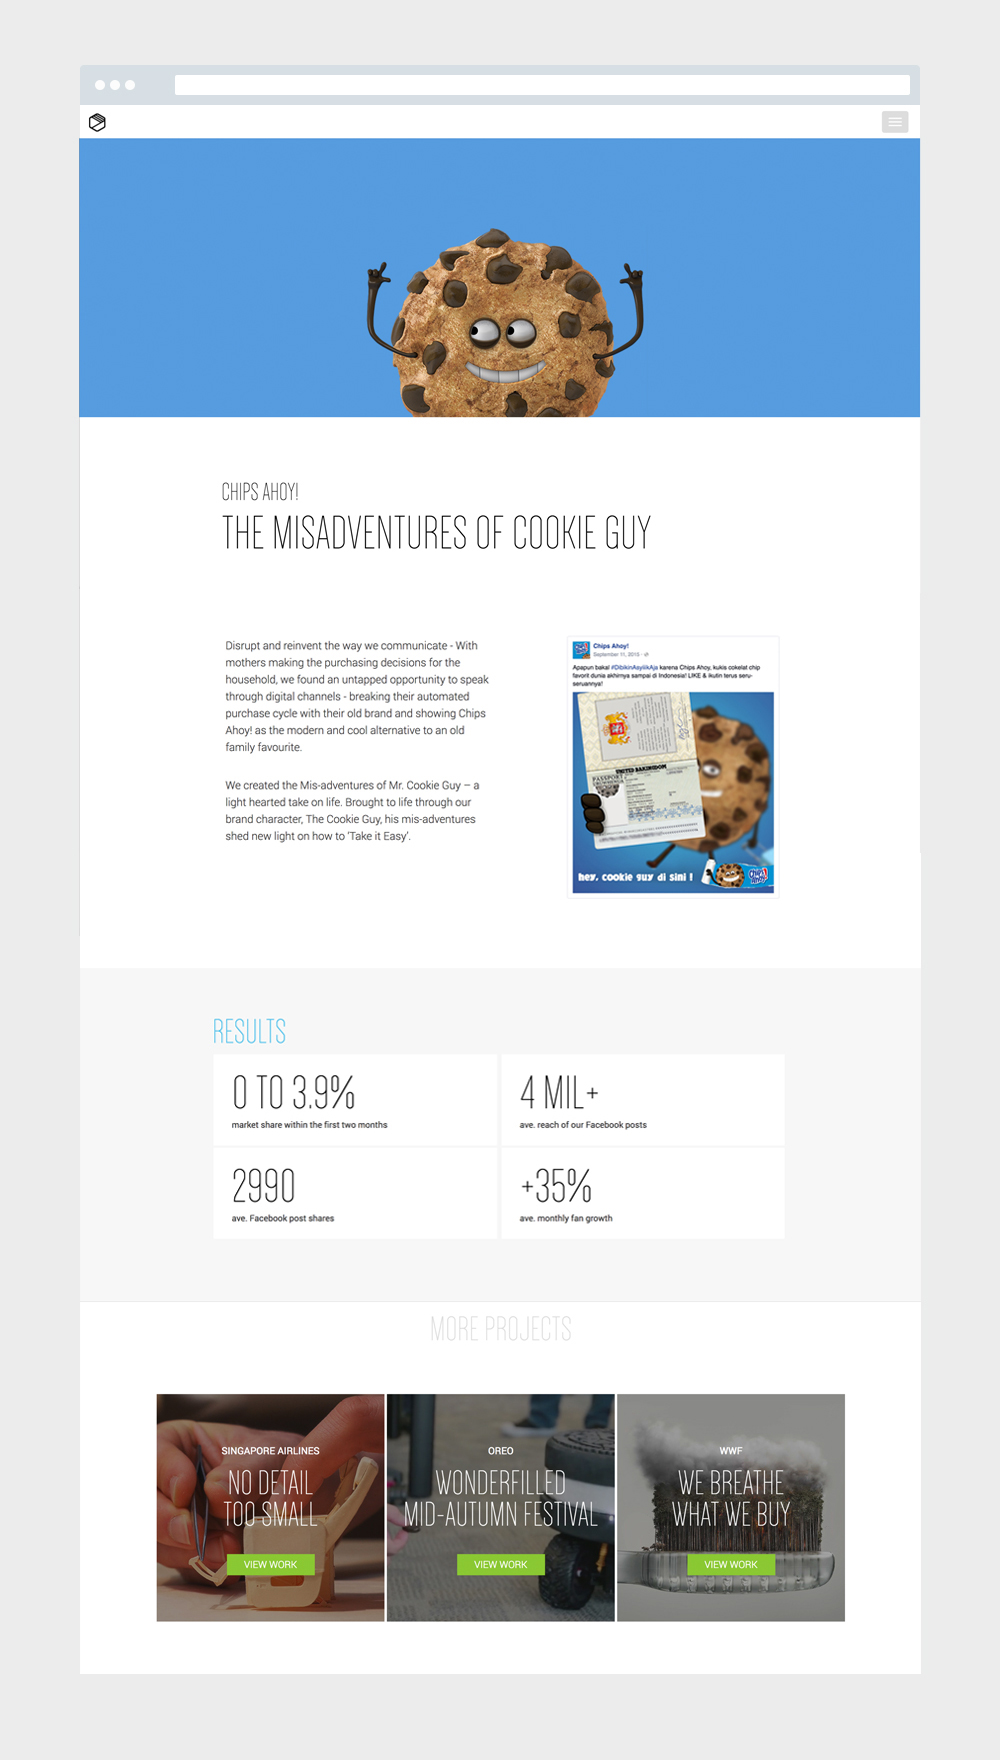 CHIPS AHOY!
THE MISADVENTURES OF COOKIE GUY
Disrupt and reinvent the way we communicate - With
mothers making the purchasing decisions for the
household, we found an untapped opportunity to speak
through digital channels - breaking their automated
purchase cycle with their old brand and showing Chips
Ahoy! as the modern and cool alternative to an old
family favourite.
We created the Mis-adventures of Mr. Cookie Guy – a
light hearted take on life. Brought to life through our
brand character, The Cookie Guy, his mis-adventures
shed new light on how to ‘Take it Easy’.
Chips Ahoy!
September 11, 2013
Apapun bakal #DibikinAsyiiikAja karena Chips Ahoy, kukis cokelat chip
favorit dunia akhirnya sampai di Indonesia! LIKE & ikutin terus seru-
seruannya!
UNITED BAKINGDOM
PASSPORT
hey, cookie guy di sini !
Chips Ahoy!
RESULTS
0 TO 3.9%
market share within the first two months
4 MIL+
ave. reach of our Facebook posts
2990
ave. Facebook post shares
+35%
ave. monthly fan growth
MORE PROJECTS
SINGAPORE AIRLINES
NO DETAIL
TOO SMALL
VIEW WORK
OREO
WONDERFILLED
MID-AUTUMN FESTIVAL
VIEW WORK
WWF
WE BREATHE
WHAT WE BUY
VIEW WORK